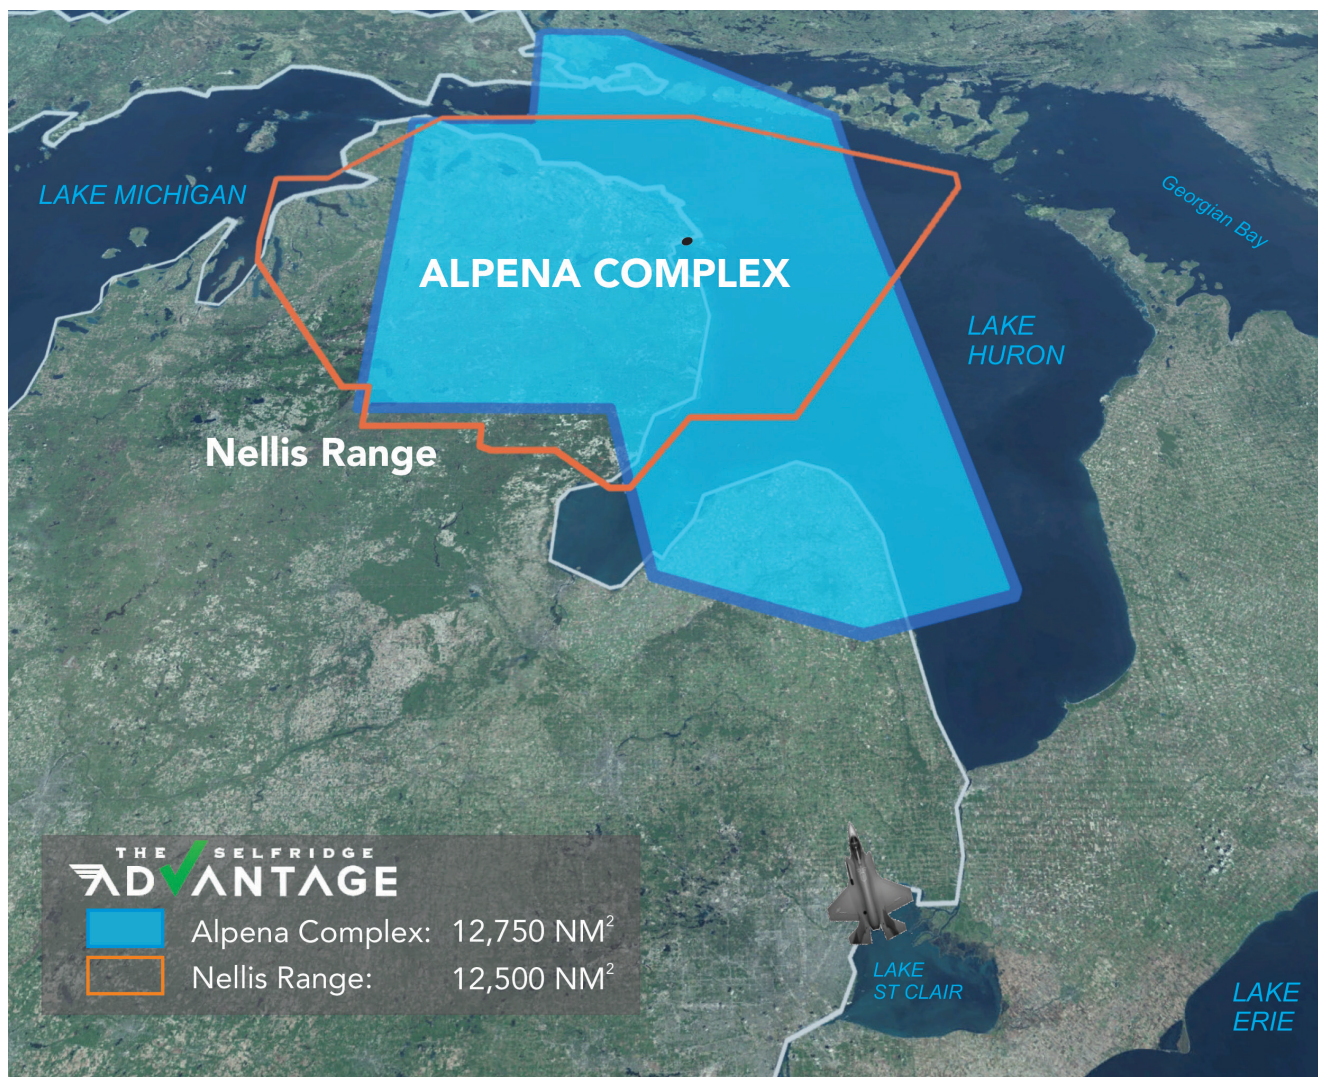 LAKE MICHIGAN
Georgian Bay
ALPENA COMPLEX
LAKE
HURON
Nellis Range
THE SELFRIDGE
ADVANTAGE
Alpena Complex: 12,750 NM²
Nellis Range: 12,500 NM²
LAKE
ST CLAIR
LAKE
ERIE